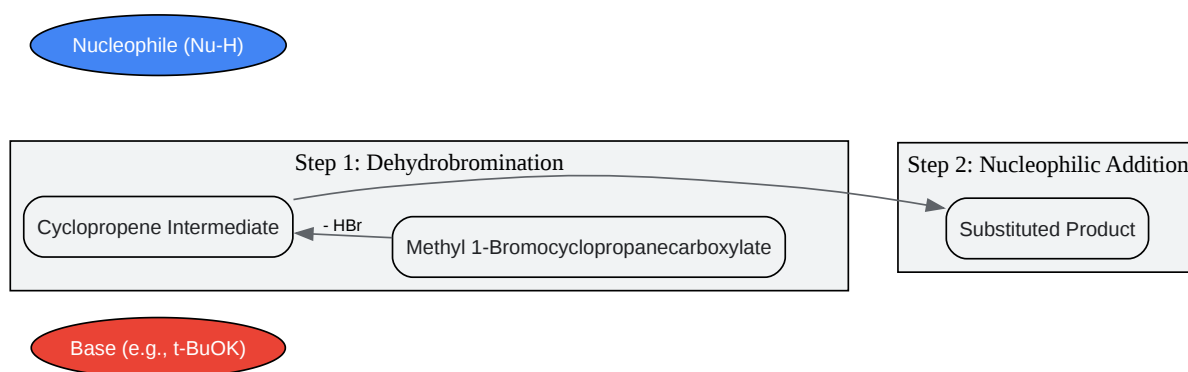 Nucleophile (Nu-H)
Step 1: Dehydrobromination
Step 2: Nucleophilic Addition
Cyclopropene Intermediate
- HBr
Methyl 1-Bromocyclopropanecarboxylate
Substituted Product
Base (e.g., t-BuOK)